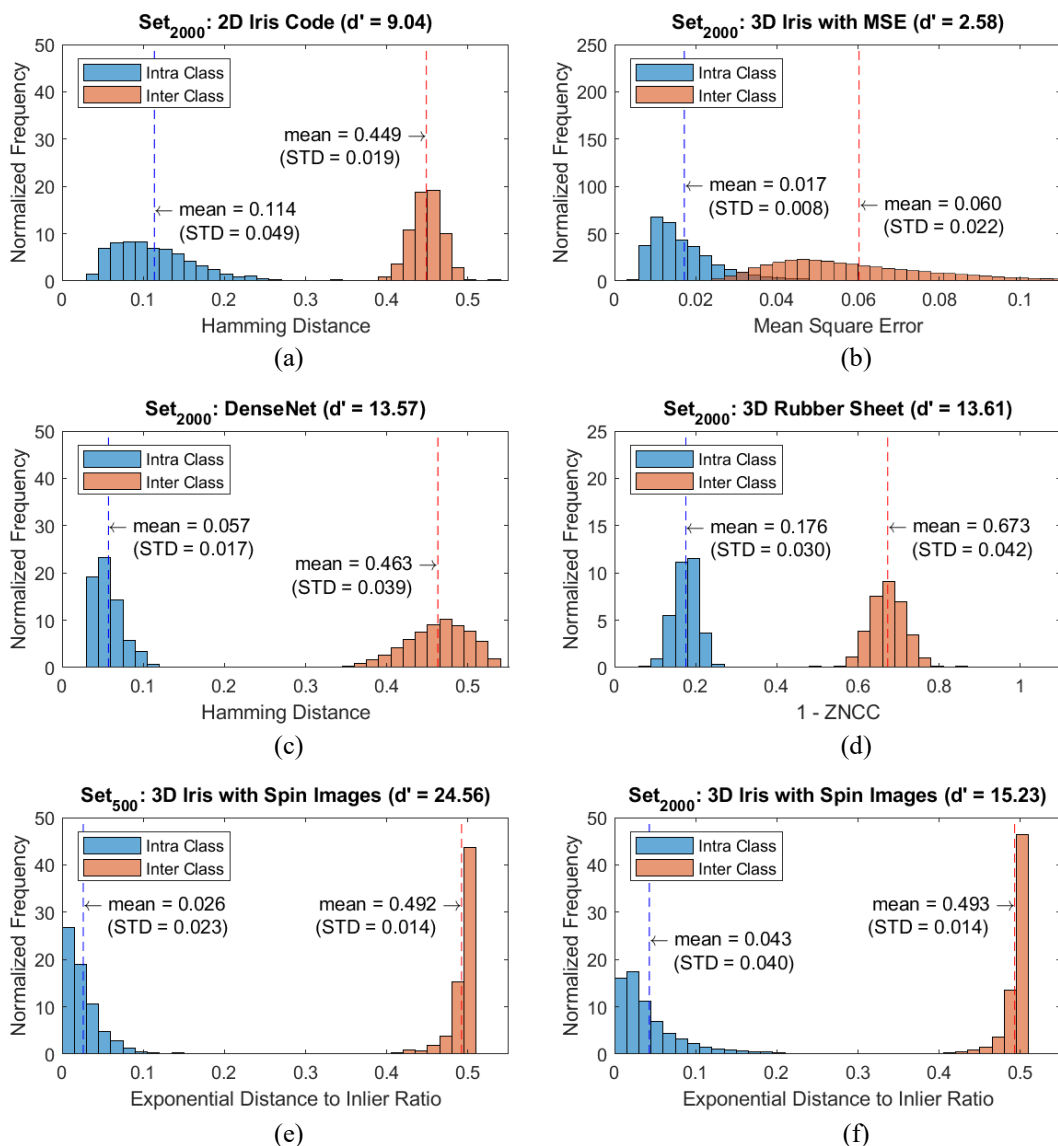 Set2000: 2D Iris Code (d' = 9.04)
50
40
30
20
10
0
Normalized Frequency
Intra Class
Inter Class
mean = 0.449
(STD = 0.019)
mean = 0.114
(STD = 0.049)
0 0.1 0.2 0.3 0.4 0.5
Hamming Distance
(a)
Set2000: 3D Iris with MSE (d' = 2.58)
250
200
150
100
50
0
Normalized Frequency
Intra Class
Inter Class
mean = 0.017
(STD = 0.008)
mean = 0.060
(STD = 0.022)
0.02 0.04 0.06 0.08 0.1
Mean Square Error
(b)
Set2000: DenseNet (d' = 13.57)
50
40
30
20
10
0
Normalized Frequency
Intra Class
Inter Class
mean = 0.057
(STD = 0.017)
mean = 0.463
(STD = 0.039)
0 0.1 0.2 0.3 0.4 0.5
Hamming Distance
(c)
Set2000: 3D Rubber Sheet (d' = 13.61)
25
20
15
10
5
0
Normalized Frequency
Intra Class
Inter Class
mean = 0.176
(STD = 0.030)
mean = 0.673
(STD = 0.042)
0 0.2 0.4 0.6 0.8 1
1 - ZNCC
(d)
Set500: 3D Iris with Spin Images (d' = 24.56)
50
40
30
20
10
0
Normalized Frequency
Intra Class
Inter Class
mean = 0.026
(STD = 0.023)
mean = 0.492
(STD = 0.014)
0 0.1 0.2 0.3 0.4 0.5
Exponential Distance to Inlier Ratio
(e)
Set2000: 3D Iris with Spin Images (d' = 15.23)
50
40
30
20
10
0
Normalized Frequency
Intra Class
Inter Class
mean = 0.493
(STD = 0.014)
mean = 0.043
(STD = 0.040)
0 0.1 0.2 0.3 0.4 0.5
Exponential Distance to Inlier Ratio
(f)